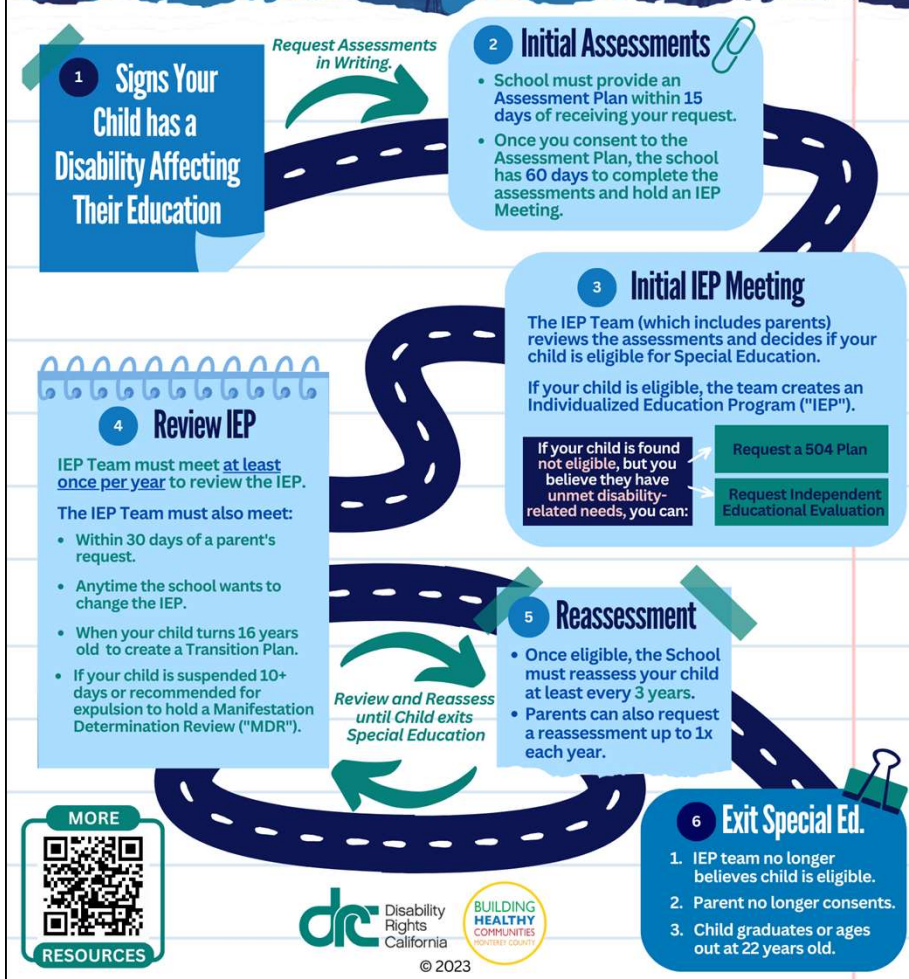 1
Signs Your
Child has a
Disability Affecting
Their Education
Request Assessments
in Writing.
2
Initial Assessments
• School must provide an
Assessment Plan within 15
days of receiving your request.
• Once you consent to the
Assessment Plan, the school
has 60 days to complete the
assessments and hold an IEP
Meeting.
3
Initial IEP Meeting
The IEP Team (which includes parents)
reviews the assessments and decides if your
child is eligible for Special Education.
If your child is eligible, the team creates an
Individualized Education Program ("IEP").
If your child is found
not eligible, but you
believe they have
unmet disability-
related needs, you can:
Request a 504 Plan
Request Independent
Educational Evaluation
4
Review IEP
IEP Team must meet at least
once per year to review the IEP.
The IEP Team must also meet:
• Within 30 days of a parent's
request.
• Anytime the school wants to
change the IEP.
• When your child turns 16 years
old to create a Transition Plan.
• If your child is suspended 10+
days or recommended for
expulsion to hold a Manifestation
Determination Review ("MDR").
Review and Reassess
until Child exits
Special Education
5
Reassessment
• Once eligible, the School
must reassess your child
at least every 3 years.
• Parents can also request
a reassessment up to 1x
each year.
6
Exit Special Ed.
1. IEP team no longer
believes child is eligible.
2. Parent no longer consents.
3. Child graduates or ages
out at 22 years old.
MORE
RESOURCES
drc
Disability
Rights
California
BUILDING
HEALTHY
COMMUNITIES
MONTEREY COUNTY
© 2023